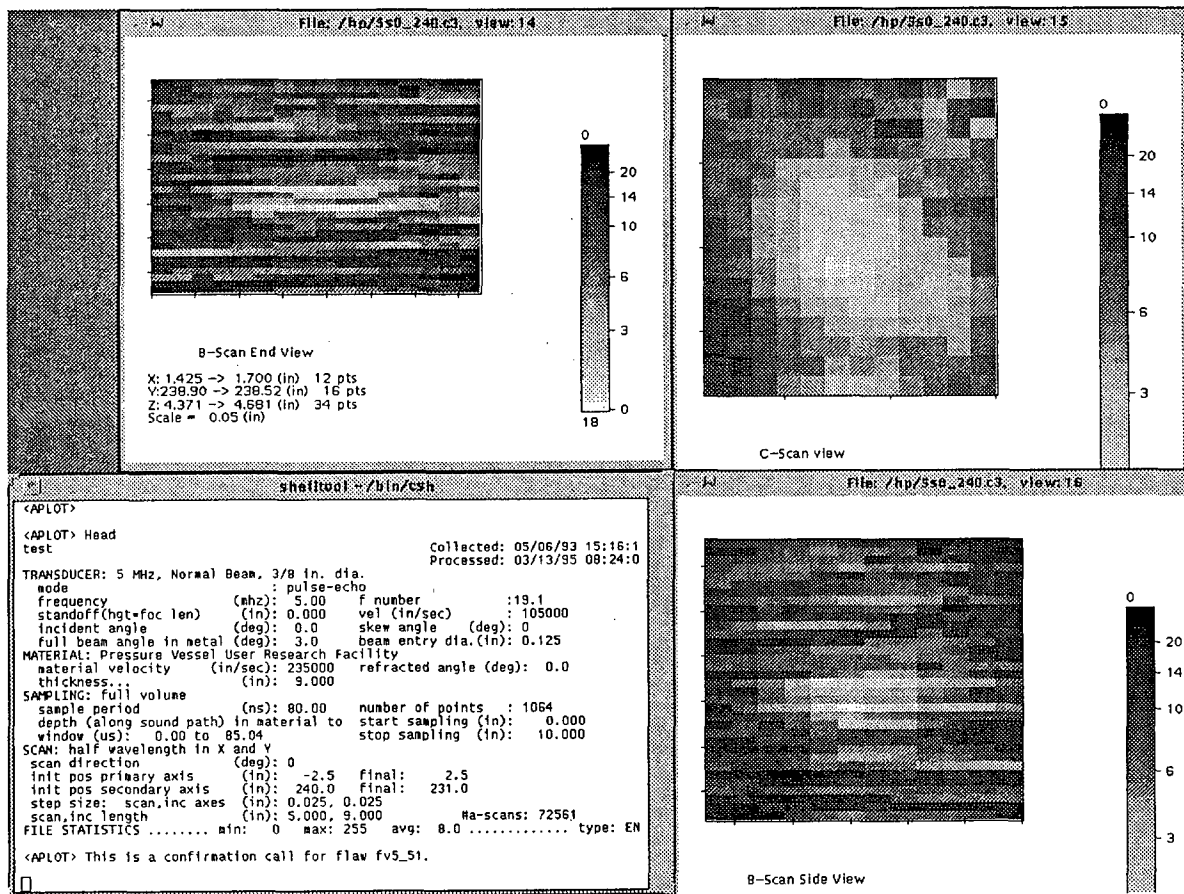 File: /hp/5s0_240.c3, view:14
0
20
14
10
6
3
0
18
B-Scan End View
X: 1.425 -> 1.700 (in) 12 pts
Y:238.90 -> 238.52 (in) 16 pts
Z: 4.371 -> 4.681 (in) 34 pts
Scale = 0.05 (in)
File: /hp/5s0_240.c3, view:15
0
20
14
10
6
3
C-Scan view
shelltool - /bin/csh
<APLOT>
<APLOT> Head
test Collected: 05/06/93 15:16:1
Processed: 03/13/95 08:24:0
TRANSDUCER: 5 MHz, Normal Beam, 3/8 in. dia.
mode : pulse-echo
frequency (mhz): 5.00 f number :19.1
standoff(hgt=foc len) (in): 0.000 vel (in/sec) : 105000
incident angle (deg): 0.0 skew angle (deg): 0
full beam angle in metal (deg): 3.0 beam entry dia.(in): 0.125
MATERIAL: Pressure Vessel User Research Facility
material velocity (in/sec): 235000 refracted angle (deg): 0.0
thickness... (in): 9.000
SAMPLING: full volume
sample period (ns): 80.00 number of points : 1064
depth (along sound path) in material to start sampling (in): 0.000
window (us): 0.00 to 85.04 stop sampling (in): 10.000
SCAN: half wavelength in X and Y
scan direction (deg): 0
init pos primary axis (in): -2.5 final: 2.5
init pos secondary axis (in): 240.0 final: 231.0
step size: scan,inc axes (in): 0.025, 0.025
scan,inc length (in): 5.000, 9.000 #a-scans: 72561
FILE STATISTICS ........ min: 0 max: 255 avg: 8.0 ............. type: EN
<APLOT> This is a confirmation call for flaw fv5_51.
File: /hp/5s0_240.c3, view:16
0
20
14
10
6
3
B-Scan Side View